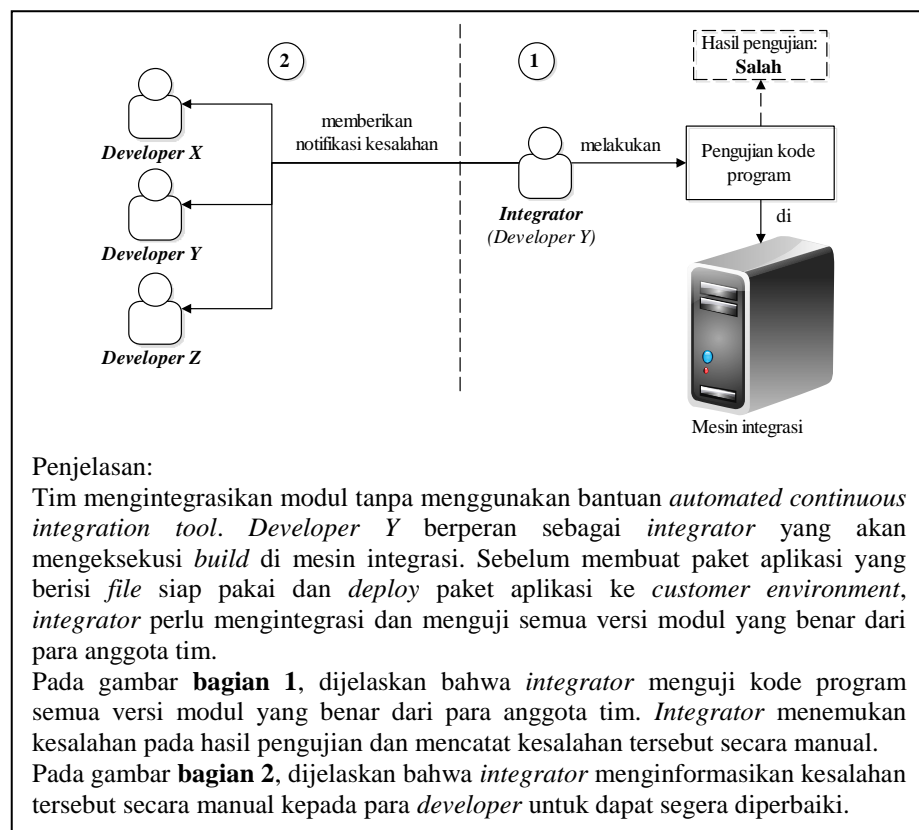 2
1
Hasil pengujian:
Salah
memberikan
notifikasi kesalahan
melakukan
Pengujian kode
program
Developer X
Integrator
(Developer Y)
di
Developer Y
Developer Z
Mesin integrasi
Penjelasan:
Tim mengintegrasikan modul tanpa menggunakan bantuan automated continuous
integration tool. Developer Y berperan sebagai integrator yang akan
mengeksekusi build di mesin integrasi. Sebelum membuat paket aplikasi yang
berisi file siap pakai dan deploy paket aplikasi ke customer environment,
integrator perlu mengintegrasi dan menguji semua versi modul yang benar dari
para anggota tim.
Pada gambar bagian 1, dijelaskan bahwa integrator menguji kode program
semua versi modul yang benar dari para anggota tim. Integrator menemukan
kesalahan pada hasil pengujian dan mencatat kesalahan tersebut secara manual.
Pada gambar bagian 2, dijelaskan bahwa integrator menginformasikan kesalahan
tersebut secara manual kepada para developer untuk dapat segera diperbaiki.